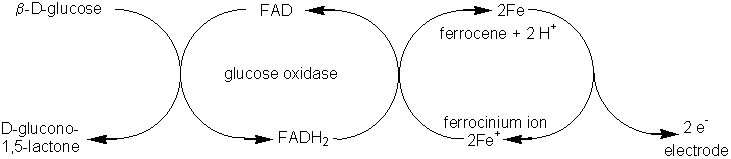 β-D-glucose
FAD
2Fe
ferrocene + 2 H⁺
glucose oxidase
D-glucono-
1,5-lactone
FADH₂
ferrocinium ion
2Fe⁺
2 e⁻
electrode